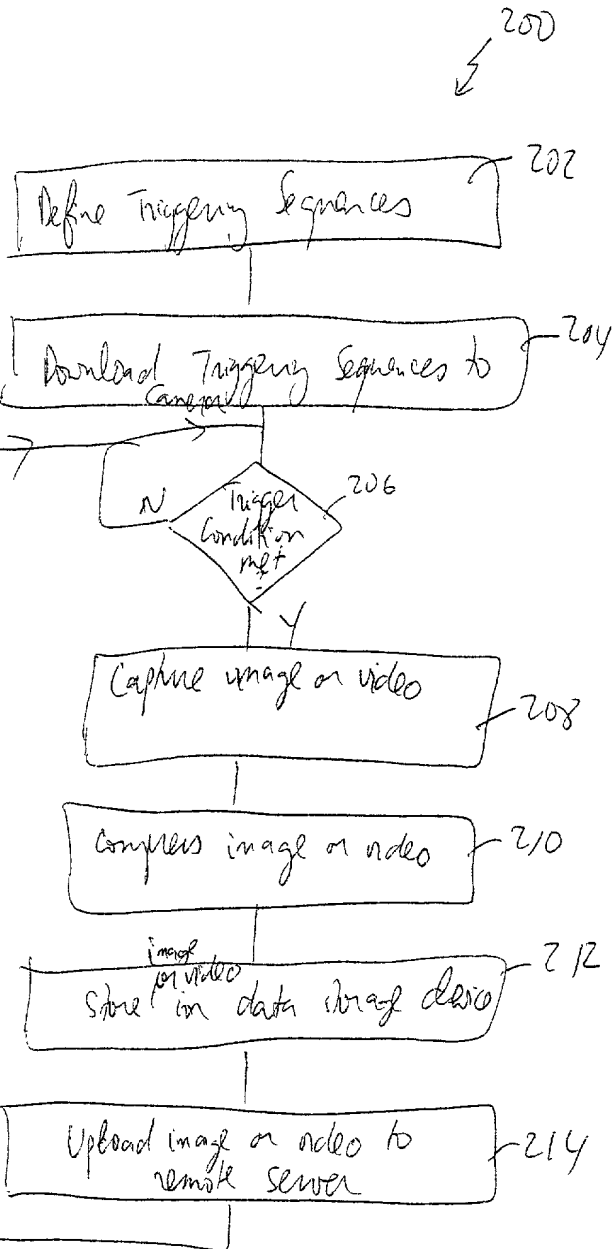 200
202
Define Triggering Sequences
204
Download Triggering Sequences to
Camera
N
206
Trigger
Condition
met
Y
Capture image or video
208
Compress image or video
210
image
or video
212
Store in data storage device
Upload image or video to
remote server
214